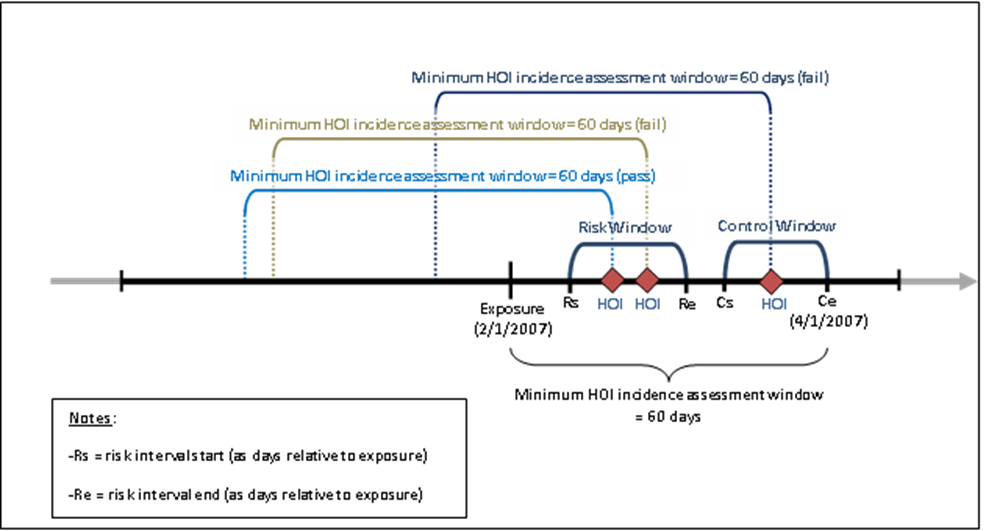 Minimum HOI incidence assessment window = 60 days (fail)
Minimum HOI incidence assessment window = 60 days (fail)
Minimum HOI incidence assessment window = 60 days (pass)
Risk Window
Control Window
Exposure
(2/1/2007)
Rs
HOI
HOI
Re
Cs
HOI
Ce
(4/1/2007)
Minimum HOI incidence assessment window
= 60 days
Notes:
-Rs = risk interval start (as days relative to exposure)
-Re = risk interval end (as days relative to exposure)